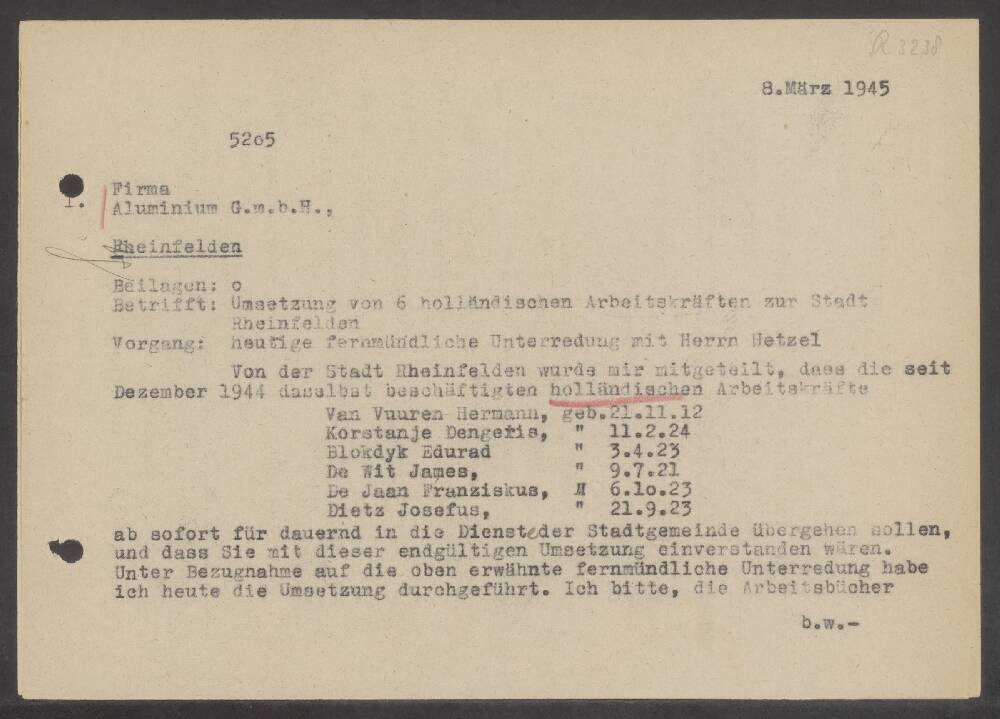 R 3238
8.März 1945
52o5
Firma
1. Aluminium G.m.b.H.,
Rheinfelden
Beilagen: o
Betrifft: Umsetzung von 6 holländischen Arbeitskräften zur Stadt
Rheinfelden
Vorgang: heutige fernmündliche Unterredung mit Herrn Hetzel
Von der Stadt Rheinfelden wurde mir mitgeteilt, dass die seit
Dezember 1944 daselbst beschäftigten holländischen Arbeitskräfte
Van Vuuren Hermann, geb.21.11.12
Korstanje Dengeris, " 11.2.24
Blokdyk Edurad " 3.4.23
De Wit James, " 9.7.21
De Jaan Franziskus, " 6.1o.23
Dietz Josefus, " 21.9.23
ab sofort für dauernd in die Dienste der Stadtgemeinde übergehen sollen,
und dass Sie mit dieser endgültigen Umsetzung einverstanden wären.
Unter Bezugnahme auf die oben erwähnte fernmündliche Unterredung habe
ich heute die Umsetzung durchgeführt. Ich bitte, die Arbeitsbücher
b.w.-